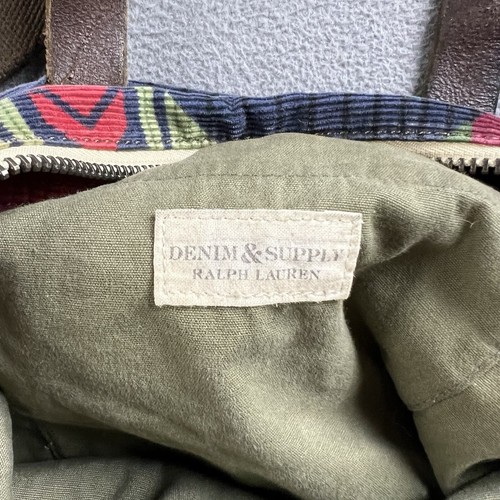 DENIM & SUPPLY
RALPH LAUREN